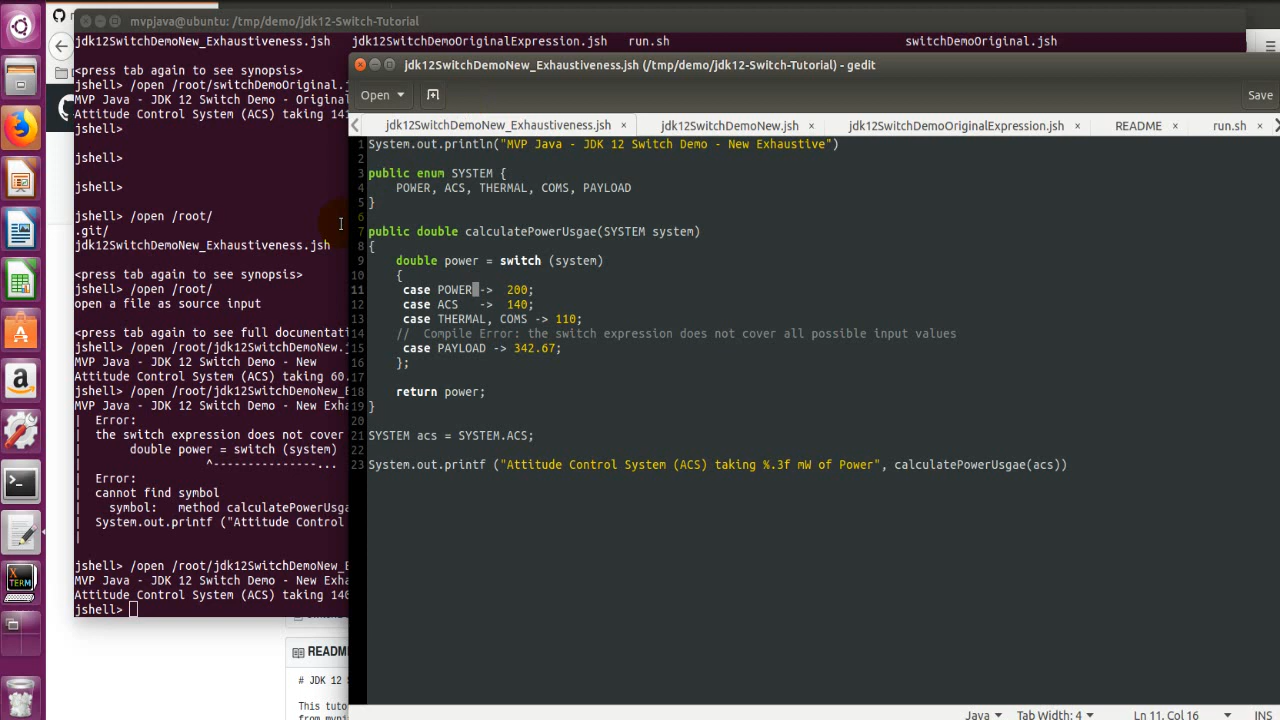 mvpjava@ubuntu: /tmp/demo/jdk12-Switch-Tutorial
jdk12SwitchDemoNew_Exhaustiveness.jsh jdk12SwitchDemoOriginalExpression.jsh run.sh switchDemoOriginal.jsh
<press tab again to see synopsis>
jshell> /open /root/switchDemoOriginal.j
MVP Java - JDK 12 Switch Demo - Original
Attitude Control System (ACS) taking 141
jshell>
jshell>
jshell>
jshell> /open /root/
.git/
jdk12SwitchDemoNew_Exhaustiveness.jsh
<press tab again to see synopsis>
jshell> /open /root/
open a file as source input
<press tab again to see full documentati
jshell> /open /root/jdk12SwitchDemoNew.j
MVP Java - JDK 12 Switch Demo - New
Attitude Control System (ACS) taking 60.
jshell> /open /root/jdk12SwitchDemoNew_E
MVP Java - JDK 12 Switch Demo - New Exha
| Error:
| the switch expression does not cover
| double power = switch (system)
| ^--------------...
| Error:
| cannot find symbol
| symbol: method calculatePowerUsga
| System.out.printf ("Attitude Control
|
jshell> /open /root/jdk12SwitchDemoNew_E
MVP Java - JDK 12 Switch Demo - New Exha
Attitude Control System (ACS) taking 140
jshell>
README
# JDK 12 S
This tuto
from mvpj
jdk12SwitchDemoNew_Exhaustiveness.jsh (/tmp/demo/jdk12-Switch-Tutorial) - gedit
Open Save
jdk12SwitchDemoNew_Exhaustiveness.jsh × jdk12SwitchDemoNew.jsh × jdk12SwitchDemoOriginalExpression.jsh × README × run.sh ×
1 System.out.println("MVP Java - JDK 12 Switch Demo - New Exhaustive")
2
3 public enum SYSTEM {
4 POWER, ACS, THERMAL, COMS, PAYLOAD
5 }
6
7 public double calculatePowerUsgae(SYSTEM system)
8 {
9 double power = switch (system)
10 {
11 case POWER -> 200;
12 case ACS -> 140;
13 case THERMAL, COMS -> 110;
14 // Compile Error: the switch expression does not cover all possible input values
15 case PAYLOAD -> 342.67;
16 };
17
18 return power;
19 }
20
21 SYSTEM acs = SYSTEM.ACS;
22
23 System.out.printf ("Attitude Control System (ACS) taking %.3f mW of Power", calculatePowerUsgae(acs))
Java Tab Width: 4 Ln 11, Col 16 INS